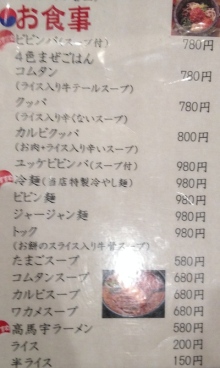 お食事
ビビンバ(スープ付) 780円
4色まぜごはん
コムタン 780円
(ライス入り牛テールスープ)
クッパ 780円
(ライス入り辛くないスープ)
カルビクッパ 800円
(お肉・ライス入り辛いスープ)
ユッケビビンバ(スープ付) 980円
冷麺(当店特製冷やし麺) 980円
ビビン麺 980円
ジャージャン麺 980円
トック 980円
(お餅のスライス入り牛骨スープ)
たまごスープ 580円
コムタンスープ 680円
カルビスープ 680円
ワカメスープ 680円
高馬宇ラーメン 580円
ライス 200円
半ライス 150円